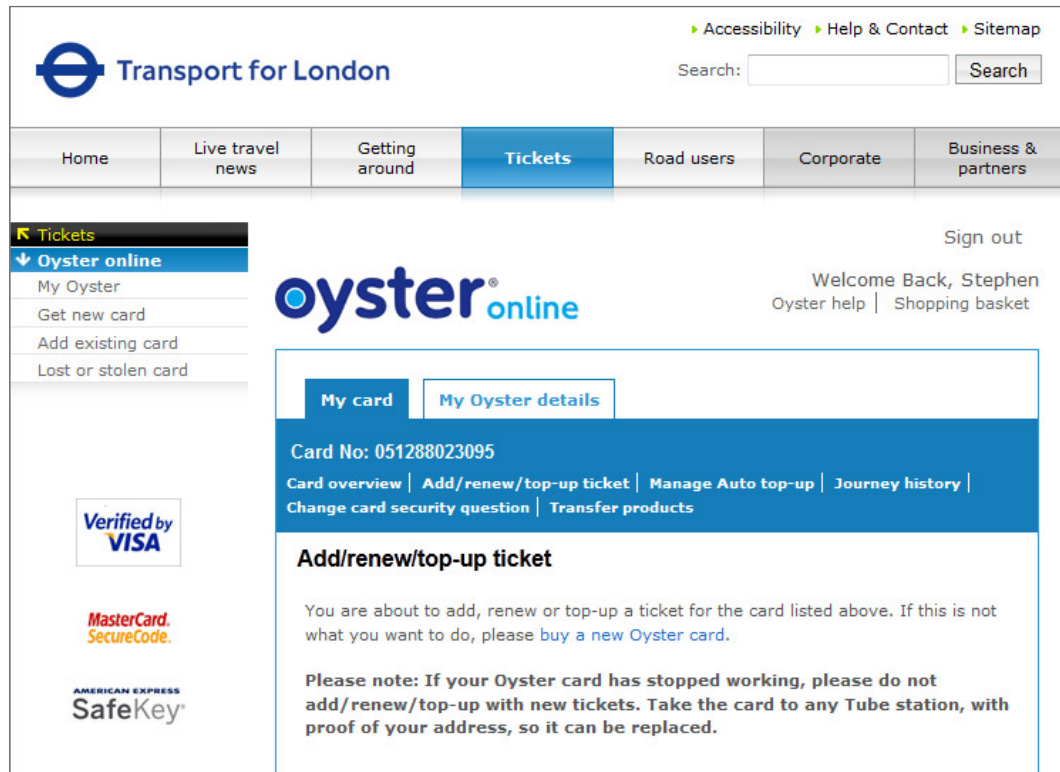 Accessibility Help & Contact Sitemap
Transport for London
Search:
Search
Home
Live travel
news
Getting
around
Tickets
Road users
Corporate
Business &
partners
Tickets
Oyster online
My Oyster
Get new card
Add existing card
Lost or stolen card
Verified by
VISA
MasterCard.
SecureCode.
AMERICAN EXPRESS
SafeKey
Sign out
oyster® online
Welcome Back, Stephen
Oyster help | Shopping basket
My card
My Oyster details
Card No: 051288023095
Card overview | Add/renew/top-up ticket | Manage Auto top-up | Journey history |
Change card security question | Transfer products
Add/renew/top-up ticket
You are about to add, renew or top-up a ticket for the card listed above. If this is not
what you want to do, please buy a new Oyster card.
Please note: If your Oyster card has stopped working, please do not
add/renew/top-up with new tickets. Take the card to any Tube station, with
proof of your address, so it can be replaced.